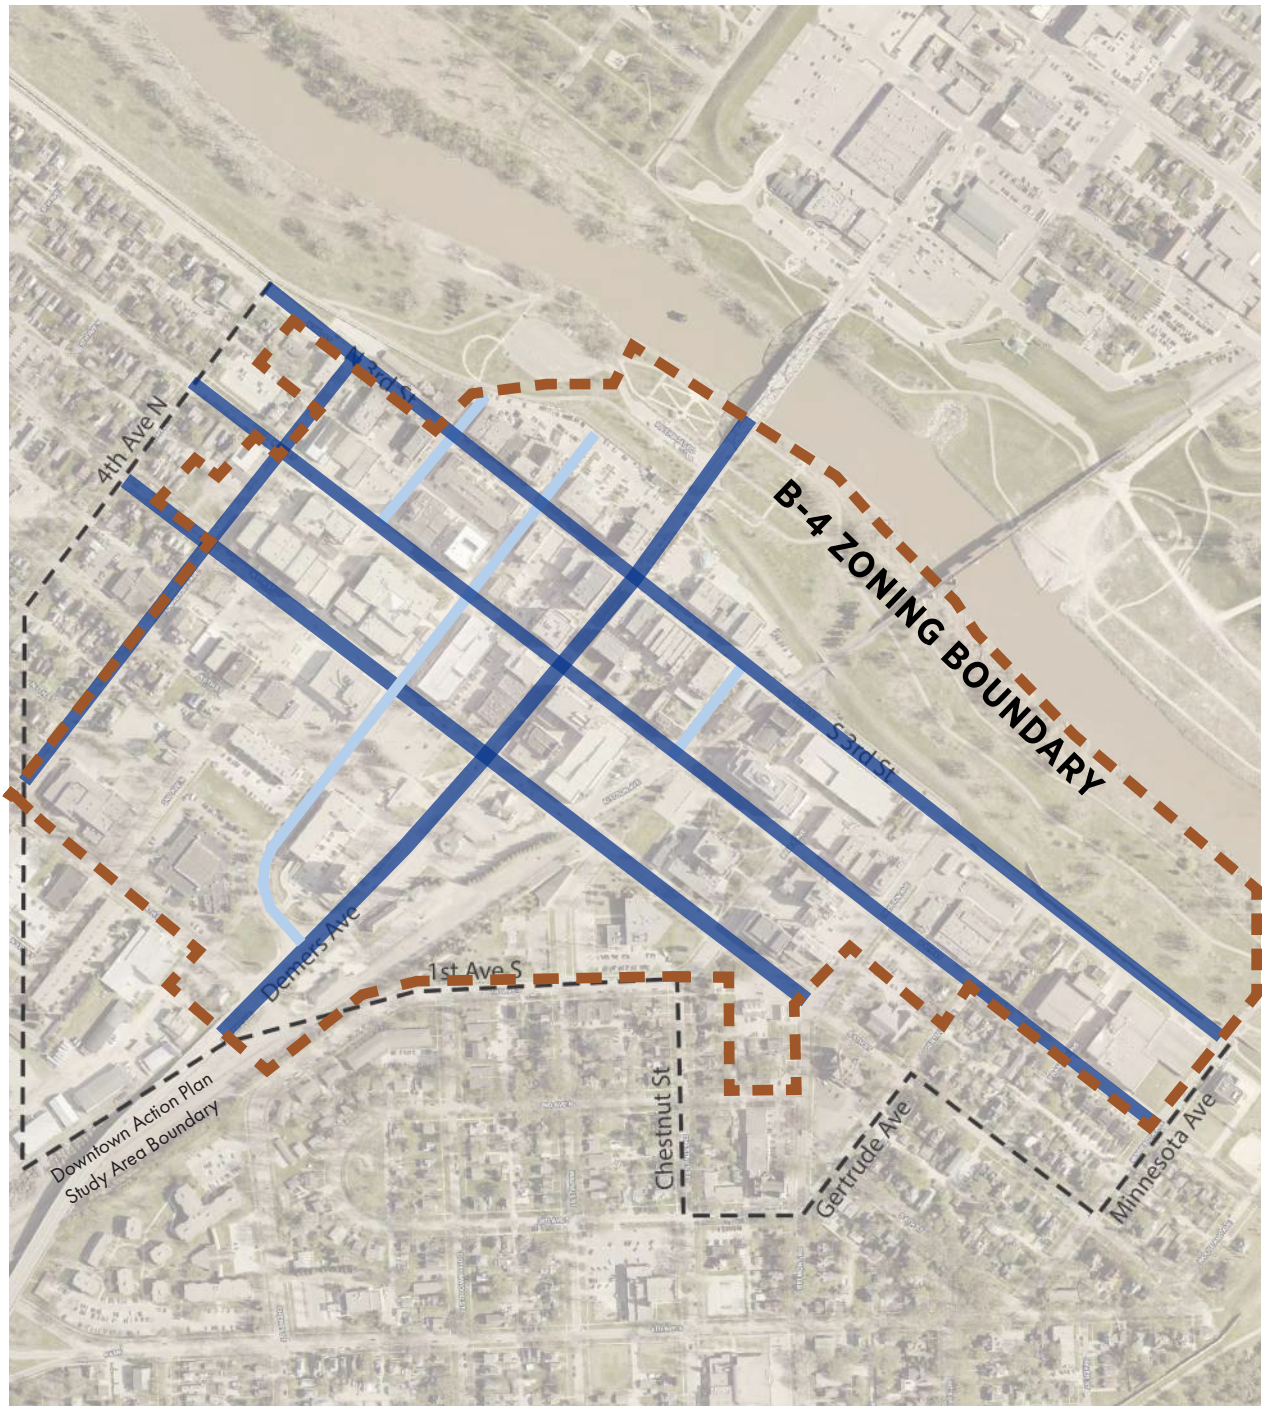 N 3rd St
4th Ave N
B-4 ZONING BOUNDARY
S 3rd St
Demers Ave
1st Ave S
Downtown Action Plan
Study Area Boundary
Chestnut St
Gertrude Ave
Minnesota Ave